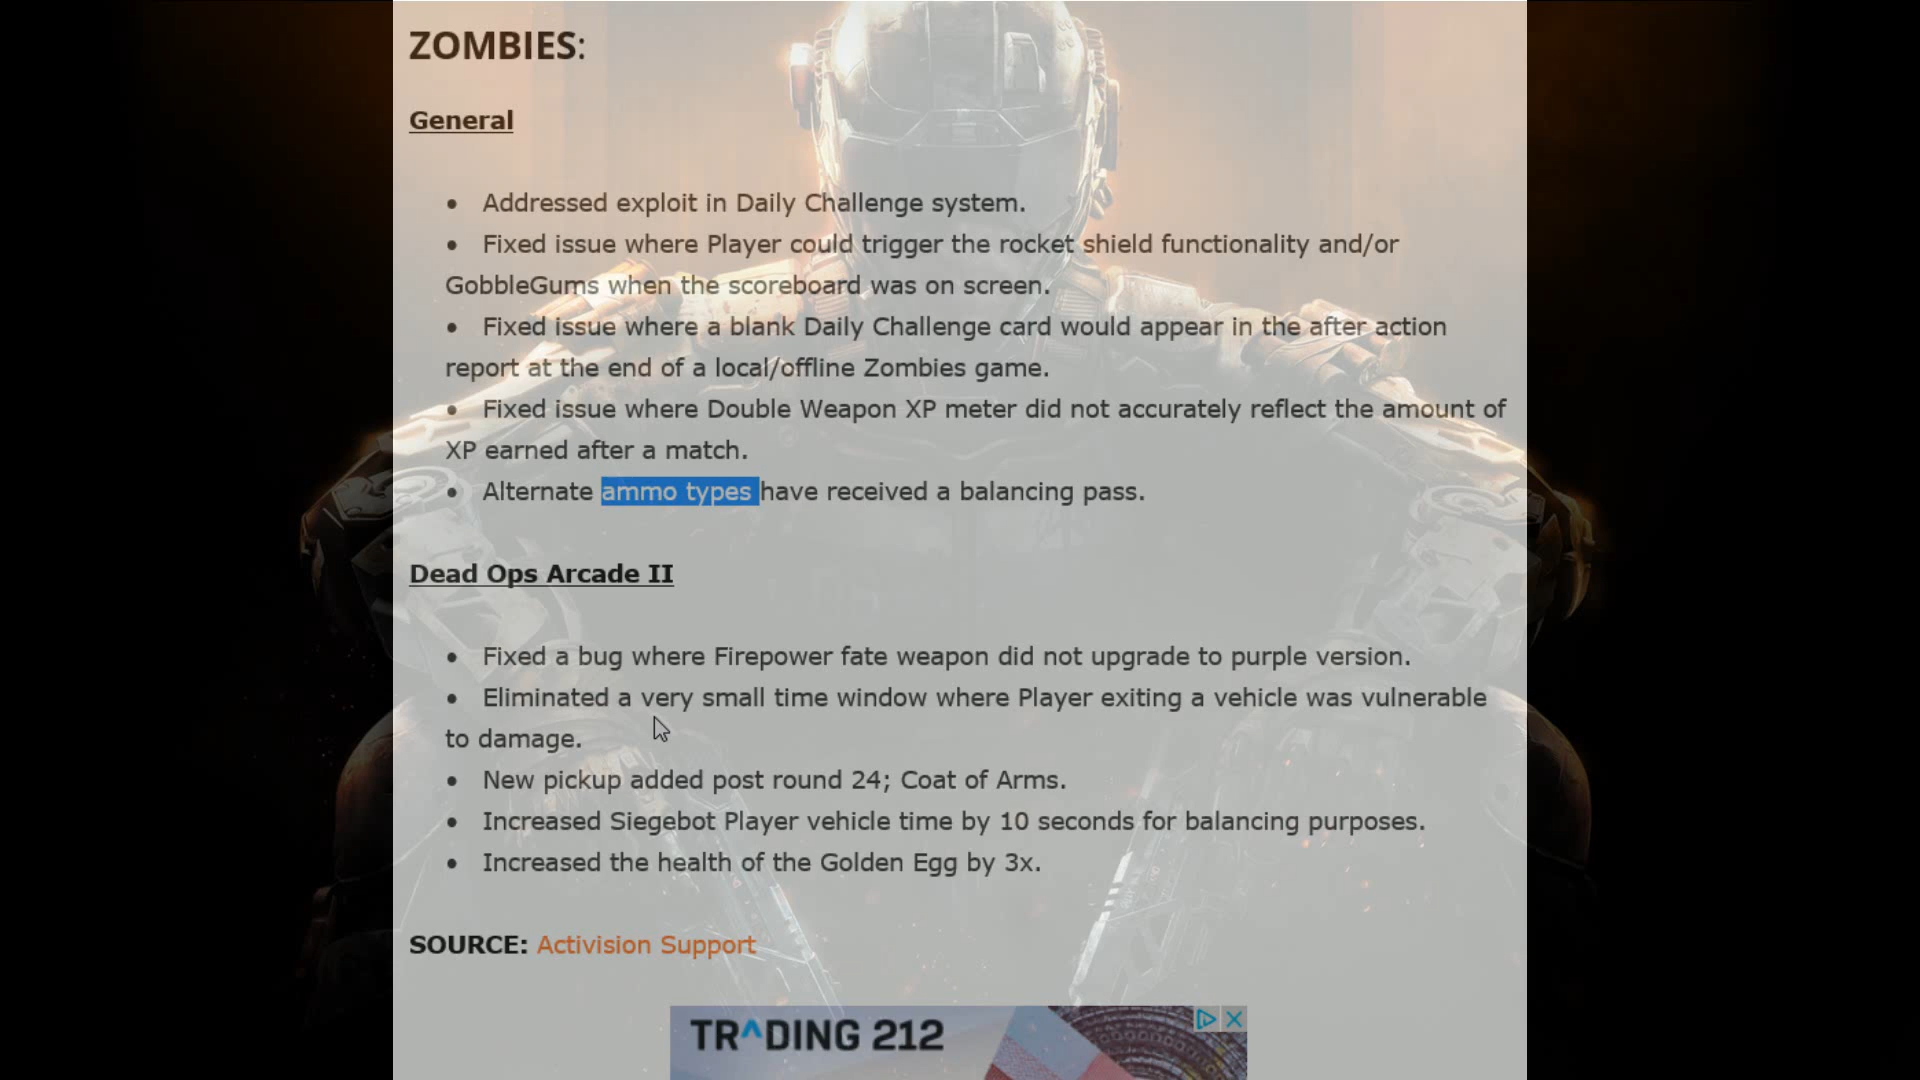 ZOMBIES:
General
• Addressed exploit in Daily Challenge system.
• Fixed issue where Player could trigger the rocket shield functionality and/or
GobbleGums when the scoreboard was on screen.
• Fixed issue where a blank Daily Challenge card would appear in the after action
report at the end of a local/offline Zombies game.
• Fixed issue where Double Weapon XP meter did not accurately reflect the amount of
XP earned after a match.
• Alternate ammo types have received a balancing pass.
Dead Ops Arcade II
• Fixed a bug where Firepower fate weapon did not upgrade to purple version.
• Eliminated a very small time window where Player exiting a vehicle was vulnerable
to damage.
• New pickup added post round 24; Coat of Arms.
• Increased Siegebot Player vehicle time by 10 seconds for balancing purposes.
• Increased the health of the Golden Egg by 3x.
SOURCE: Activision Support
TRADING 212